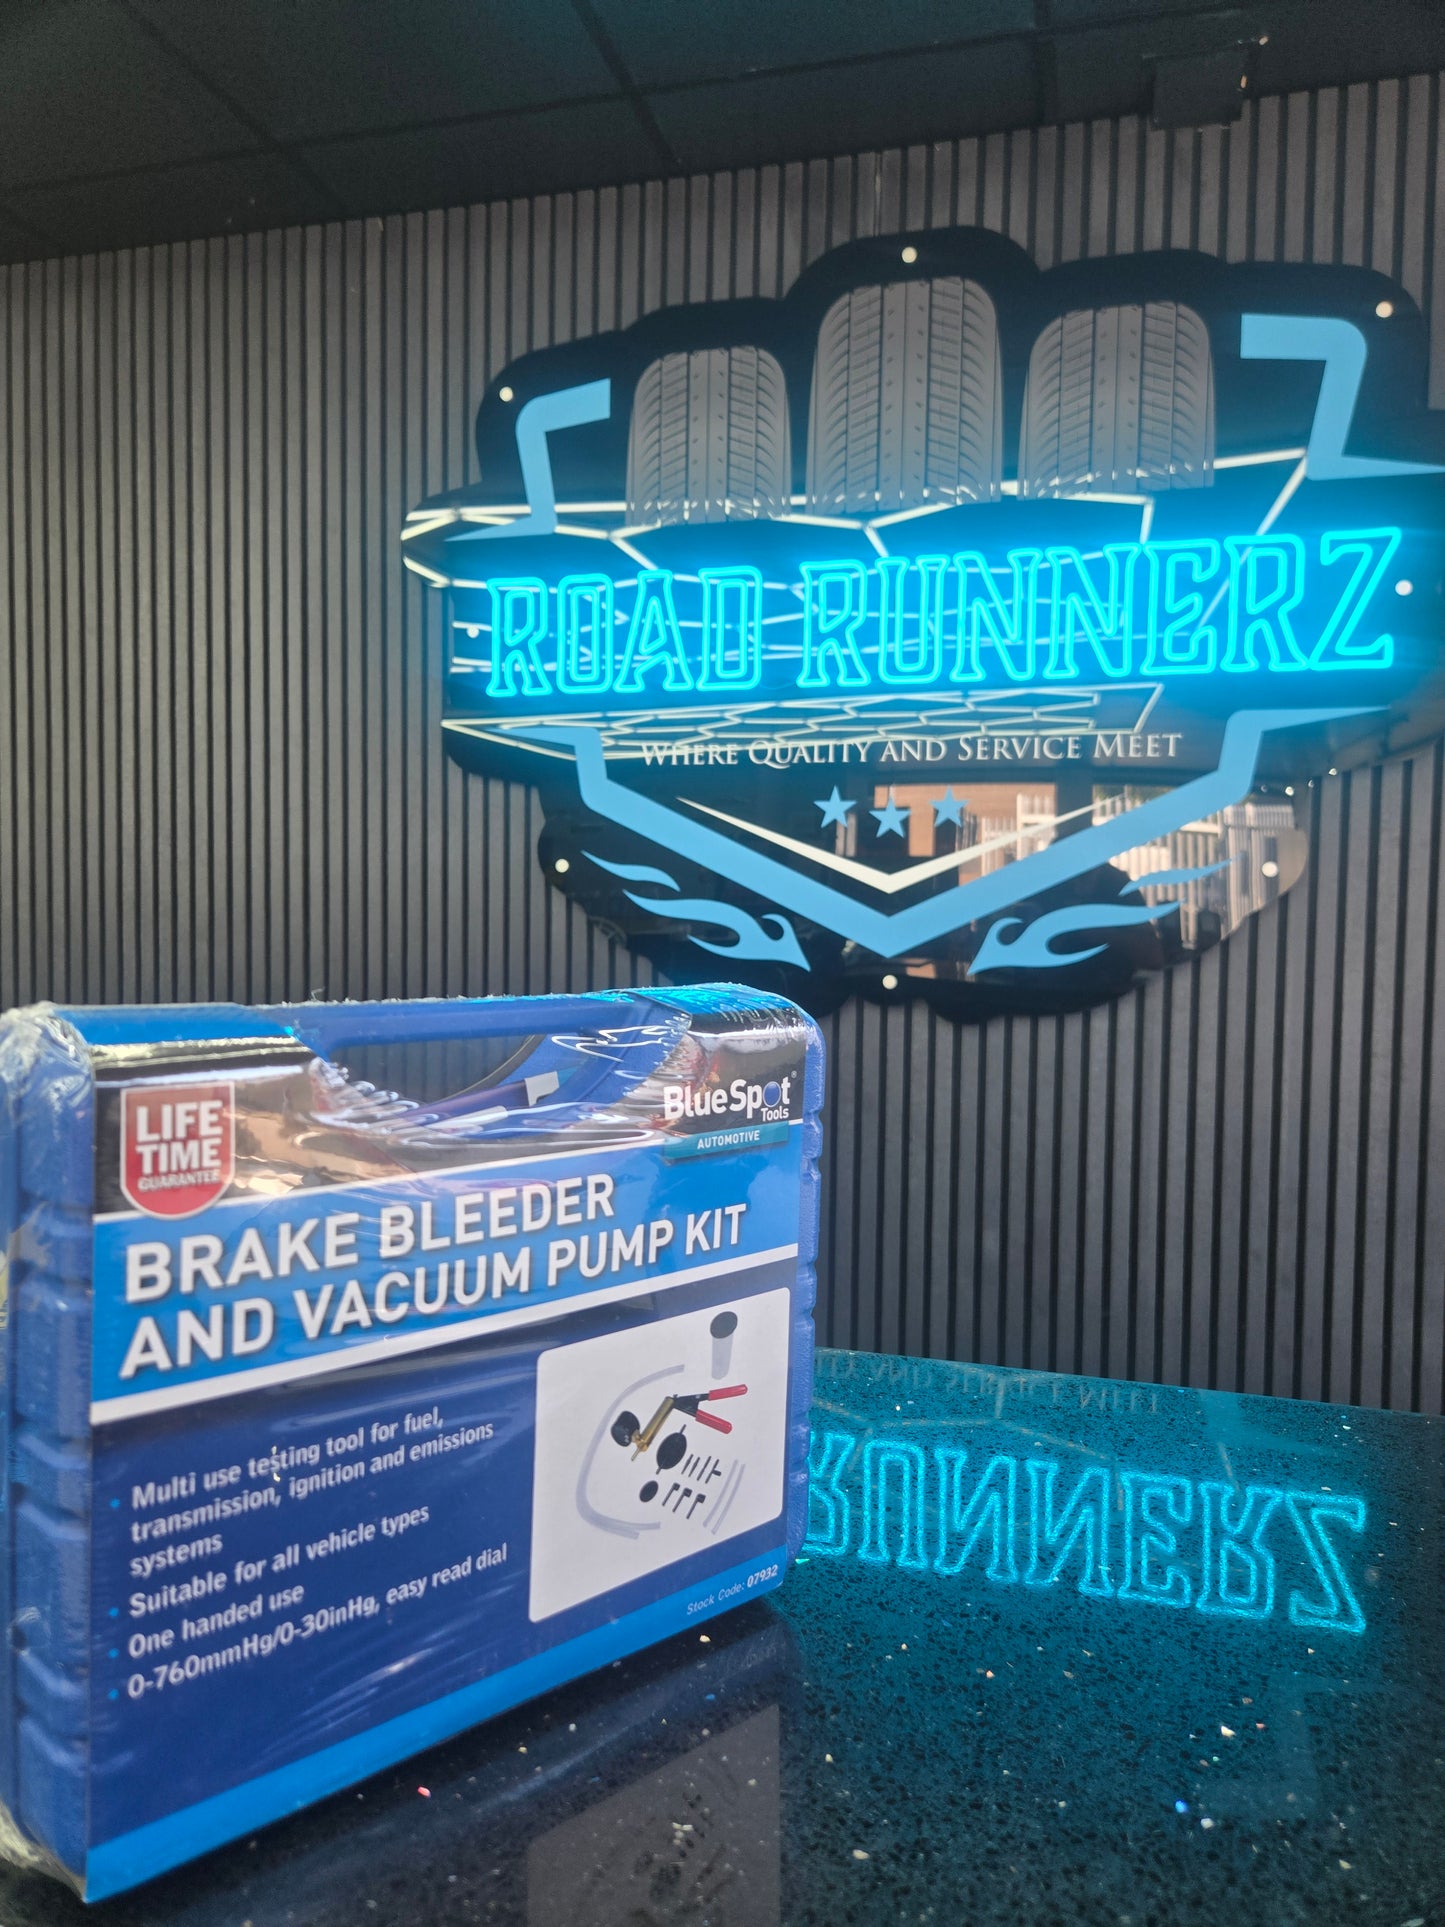 ROAD RUNNERZ
WHERE QUALITY AND SERVICE MEET
LIFE
TIME
GUARANTEE
BlueSpot®
Tools
AUTOMOTIVE
BRAKE BLEEDER
AND VACUUM PUMP KIT
• Multi use testing tool for fuel,
transmission, ignition and emissions
systems
• Suitable for all vehicle types
• One handed use
• 0-760mmHg/0-30inHg, easy read dial
Stock Code: 07932